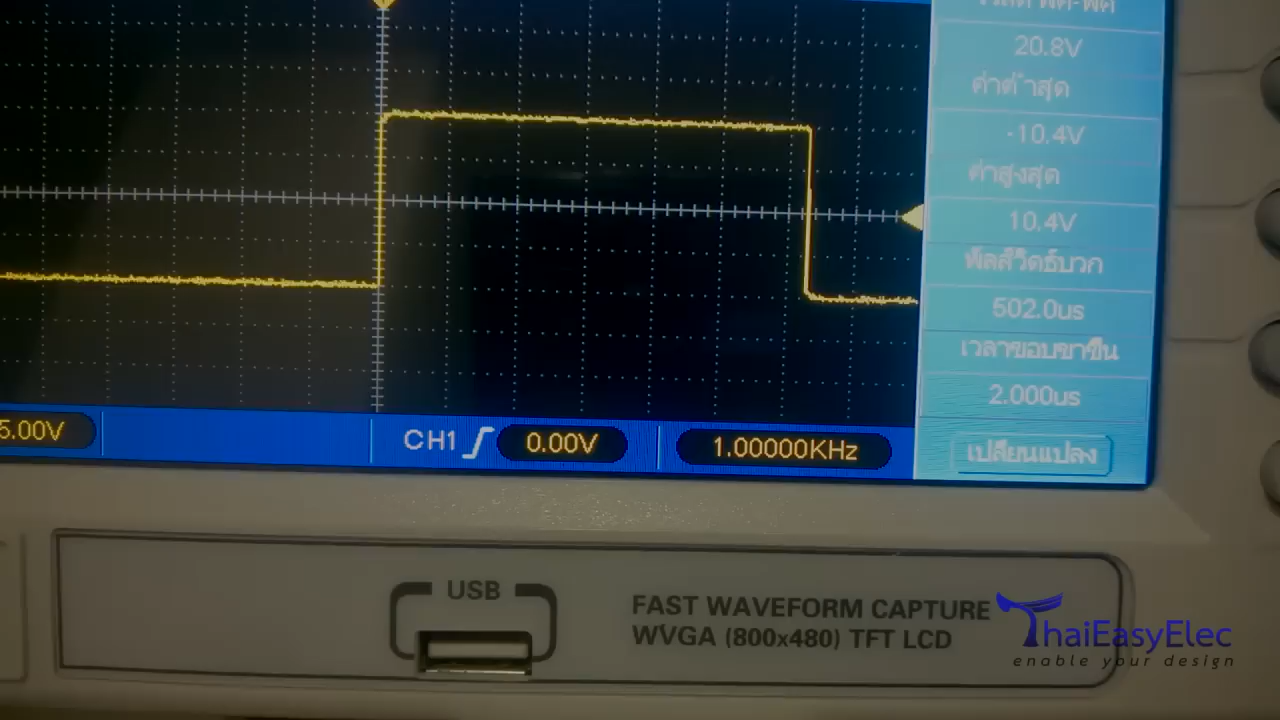 20.8V
ค่าต่ำสุด
-10.4V
ค่าสูงสุด
10.4V
พัลส์วิดธ์บวก
502.0us
เวลาขอบขาขึ้น
2.000us
เปลี่ยนแปลง
5.00V
CH1
0.00V
1.00000KHz
USB
FAST WAVEFORM CAPTURE
WVGA (800x480) TFT LCD
ThaiEasyElec
enable your design